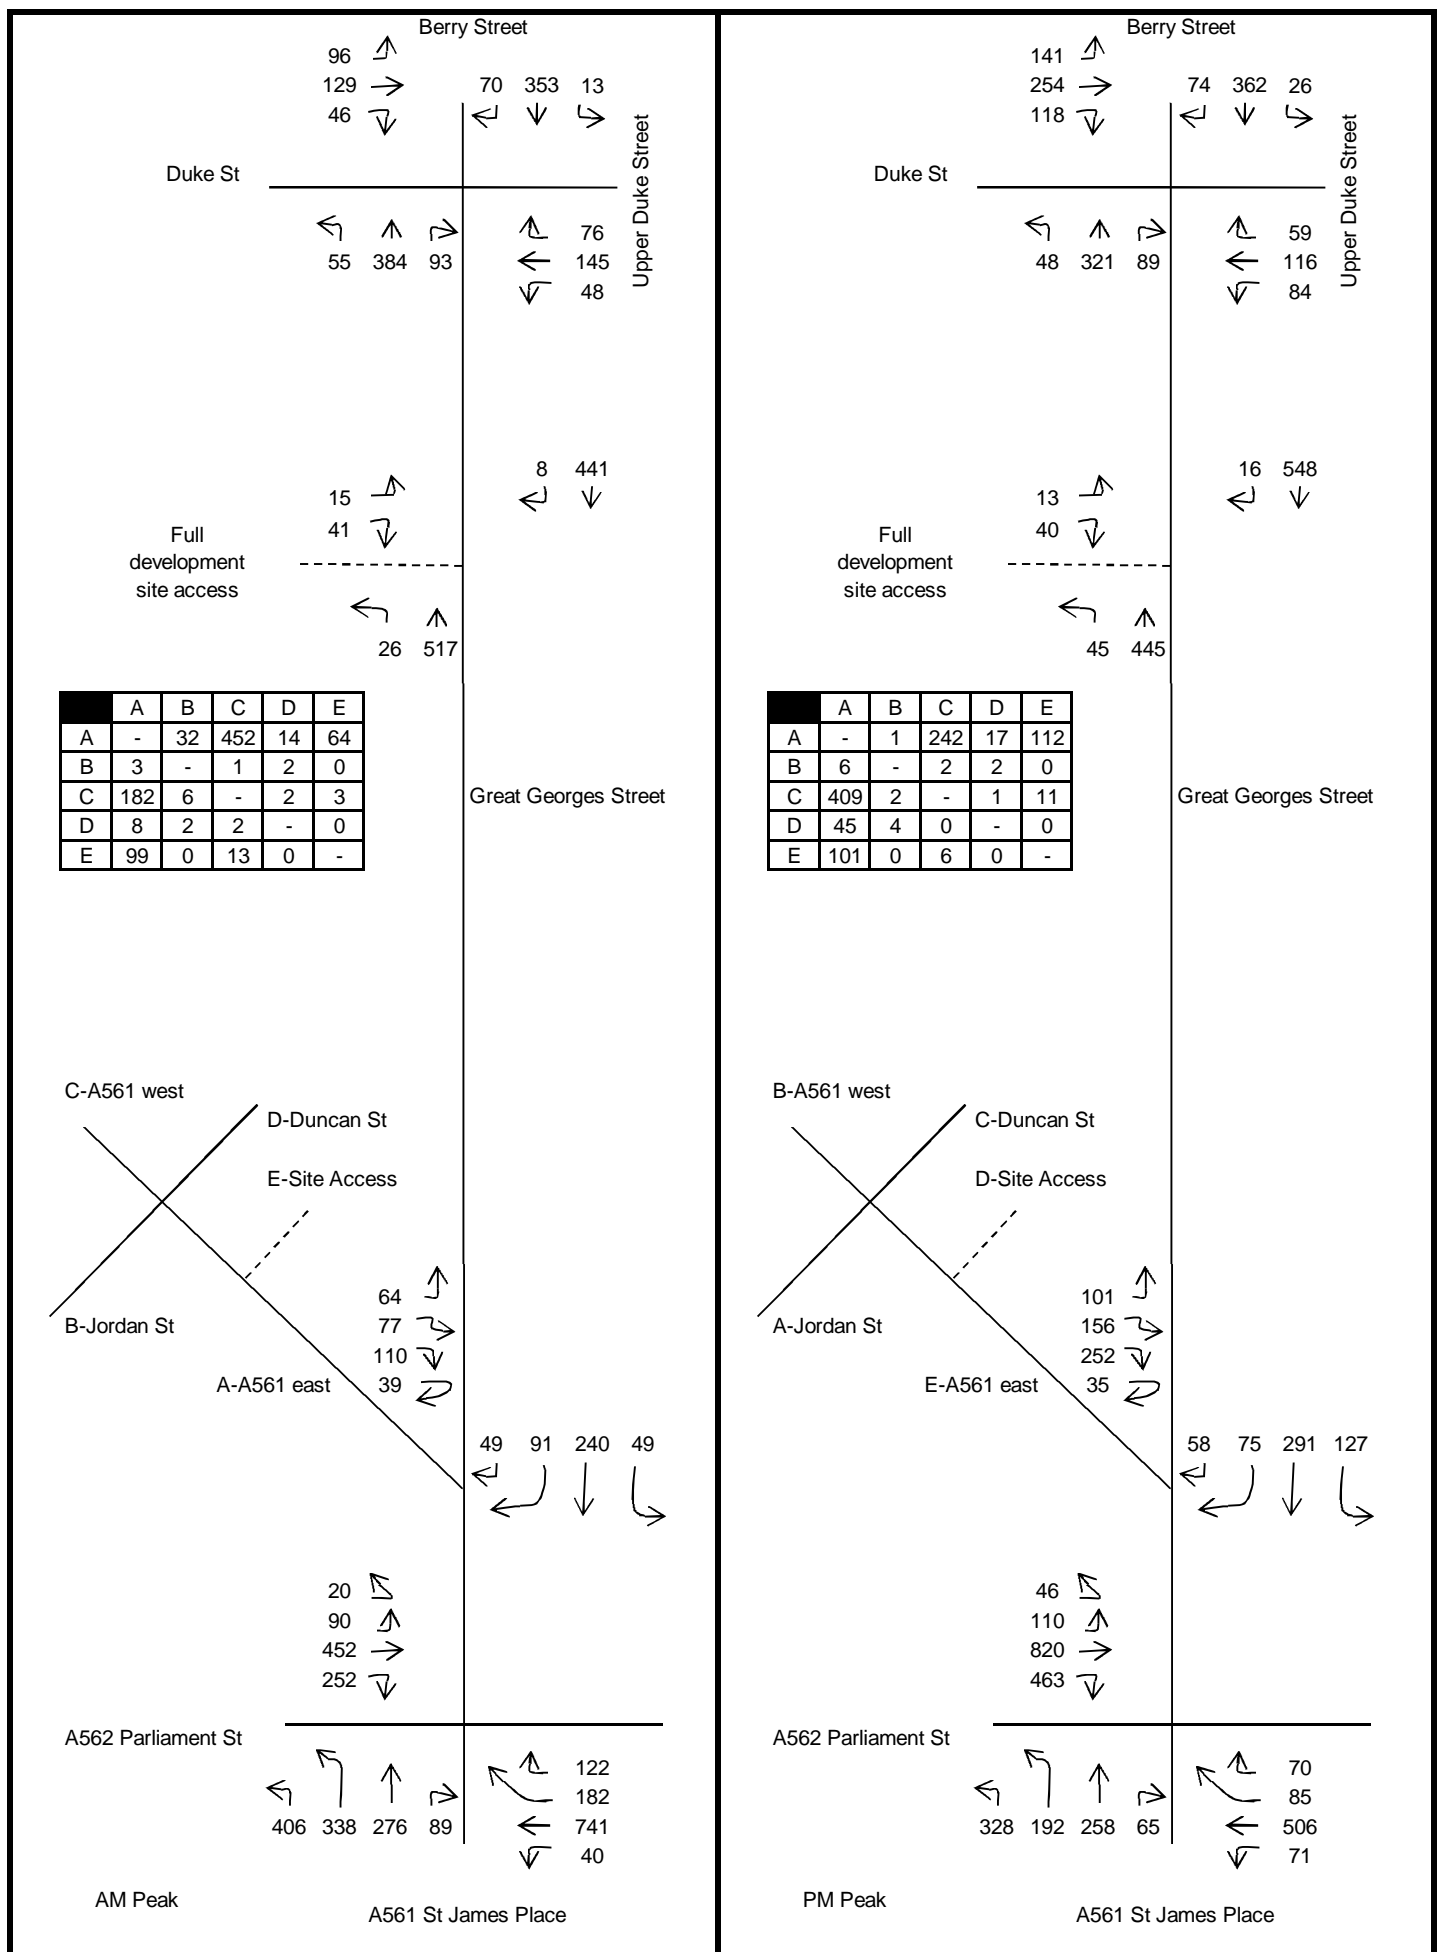 Berry Street
96
129
46
70 353 13
Duke St
Upper Duke Street
55 384 93
76
145
48
8 441
15
41
Full
development
site access
26 517
A B C D E
A - 32 452 14 64
B 3 - 1 2 0
C 182 6 - 2 3
D 8 2 2 - 0
E 99 0 13 0 -
Great Georges Street
C-A561 west
D-Duncan St
E-Site Access
B-Jordan St
A-A561 east
64
77
110
39
49 91 240 49
20
90
452
252
A562 Parliament St
406 338 276 89
122
182
741
40
AM Peak
A561 St James Place
Berry Street
141
254
118
74 362 26
Duke St
Upper Duke Street
48 321 89
59
116
84
16 548
13
40
Full
development
site access
45 445
A B C D E
A - 1 242 17 112
B 6 - 2 2 0
C 409 2 - 1 11
D 45 4 0 - 0
E 101 0 6 0 -
Great Georges Street
B-A561 west
C-Duncan St
D-Site Access
A-Jordan St
E-A561 east
101
156
252
35
58 75 291 127
46
110
820
463
A562 Parliament St
328 192 258 65
70
85
506
71
PM Peak
A561 St James Place